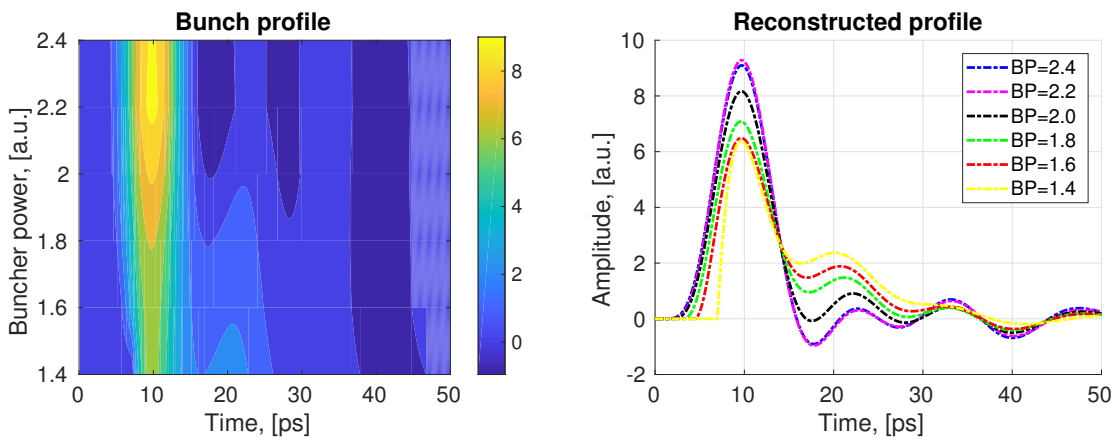 Bunch profile
2.4
2.2
2
1.8
1.6
1.4
0
10
20
30
40
50
Time, [ps]
Buncher power, [a.u.]
8
6
4
2
0
Reconstructed profile
10
8
6
4
2
0
-2
0
10
20
30
40
50
Time, [ps]
Amplitude, [a.u.]
BP=2.4
BP=2.2
BP=2.0
BP=1.8
BP=1.6
BP=1.4